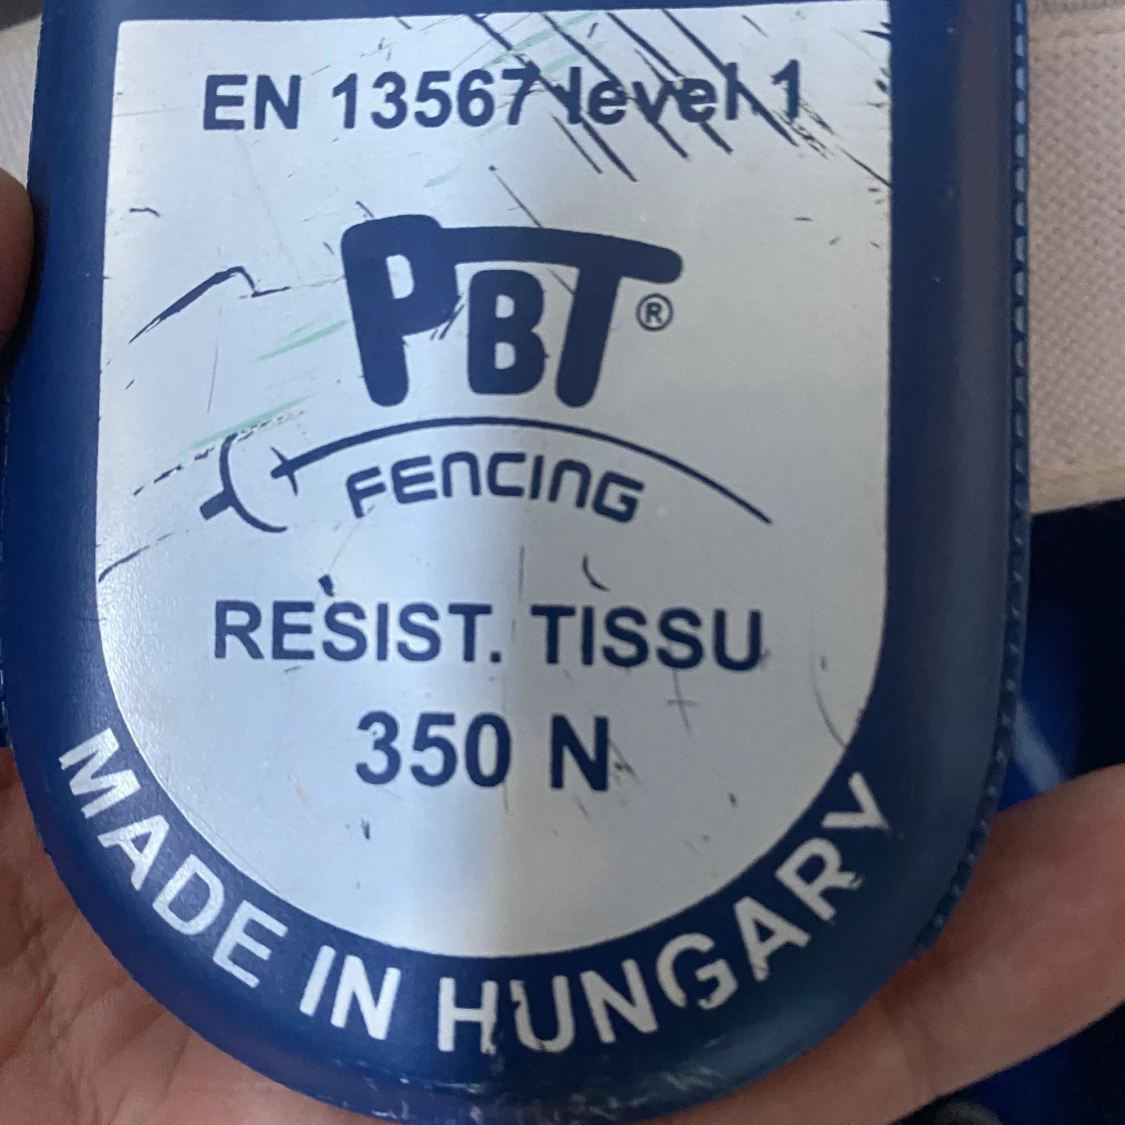 EN 13567 level 1
PBT®
FENCING
RESIST. TISSU
350 N
MADE IN HUNGARY